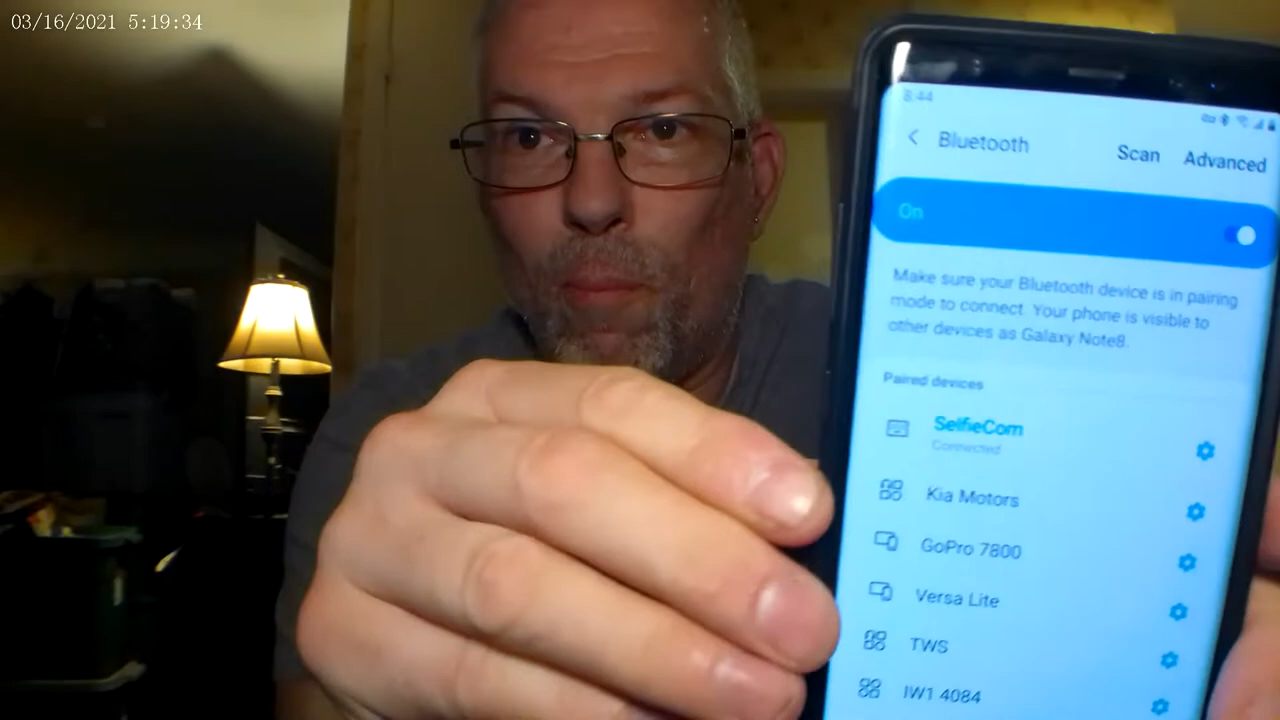 03/16/2021 5:19:34
8:44
Bluetooth Scan Advanced
On
Make sure your Bluetooth device is in pairing
mode to connect. Your phone is visible to
other devices as Galaxy Note8.
Paired devices
SelfieCom
Connected
Kia Motors
GoPro 7800
Versa Lite
TWS
IW1 4084